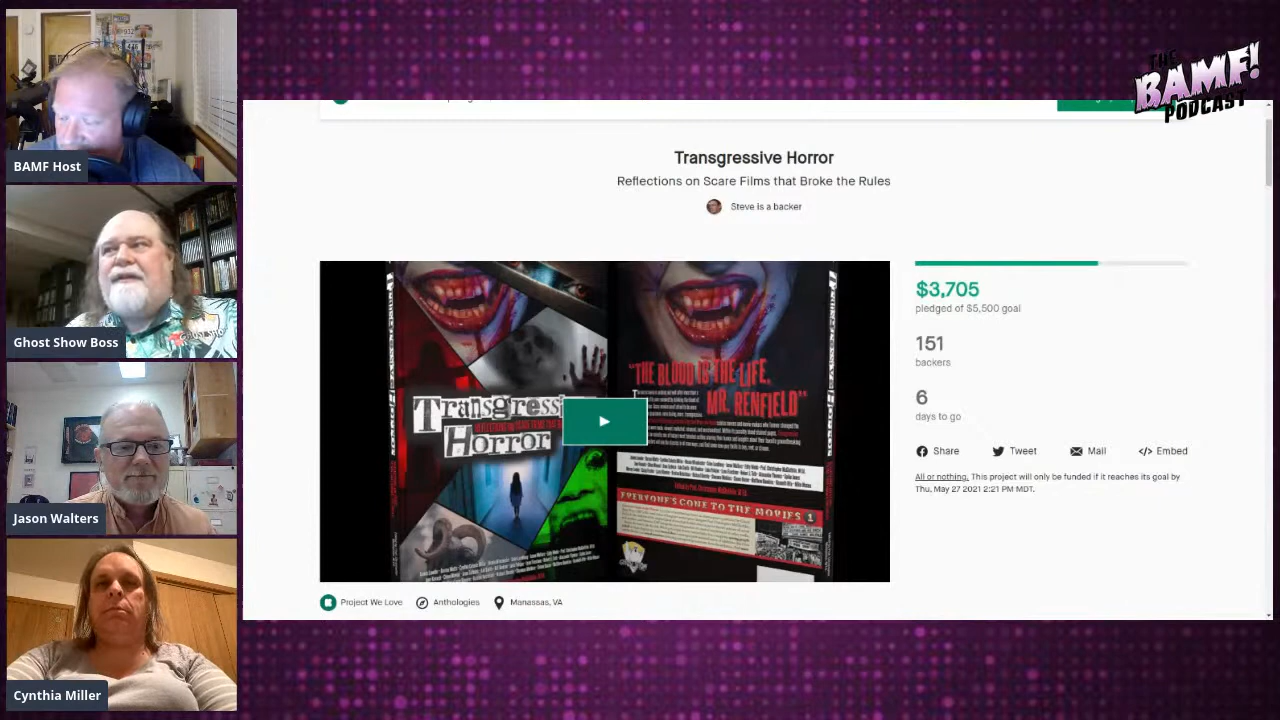 THE
BAMF!
PODCAST
BAMF Host
Ghost Show Boss
Jason Walters
Cynthia Miller
Transgressive Horror
Reflections on Scare Films that Broke the Rules
Steve is a backer
Horror
"THE BLOOD IS THE LIFE,
MR. RENFIELD"
EVERYONE'S GONE TO THE MOVIES 1
$3,705
pledged of $5,500 goal
151
backers
6
days to go
Share
Tweet
Mail
Embed
All or nothing. This project will only be funded if it reaches its goal by
Thu, May 27 2021 2:21 PM MDT.
Project We Love
Anthologies
Manassas, VA